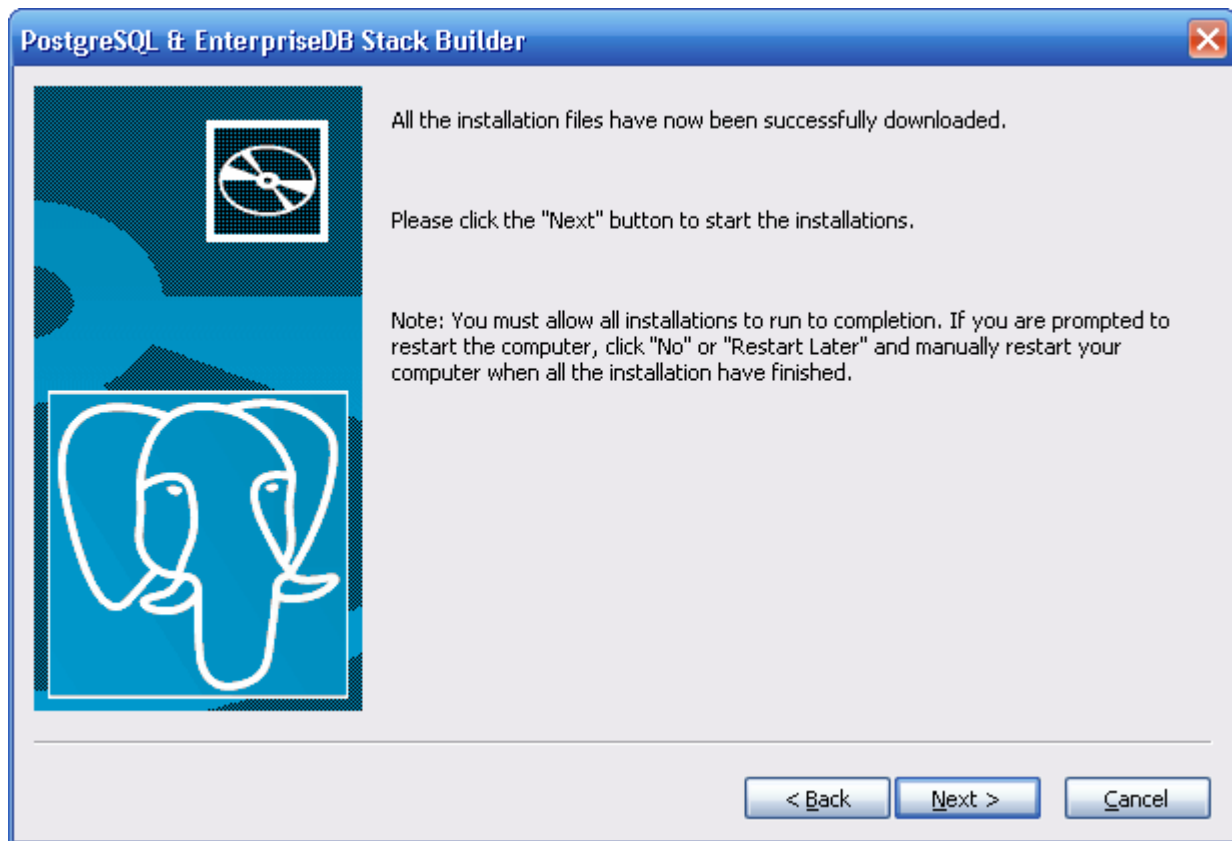 PostgreSQL & EnterpriseDB Stack Builder
All the installation files have now been successfully downloaded.
Please click the "Next" button to start the installations.
Note: You must allow all installations to run to completion. If you are prompted to
restart the computer, click "No" or "Restart Later" and manually restart your
computer when all the installation have finished.
< Back
Next >
Cancel